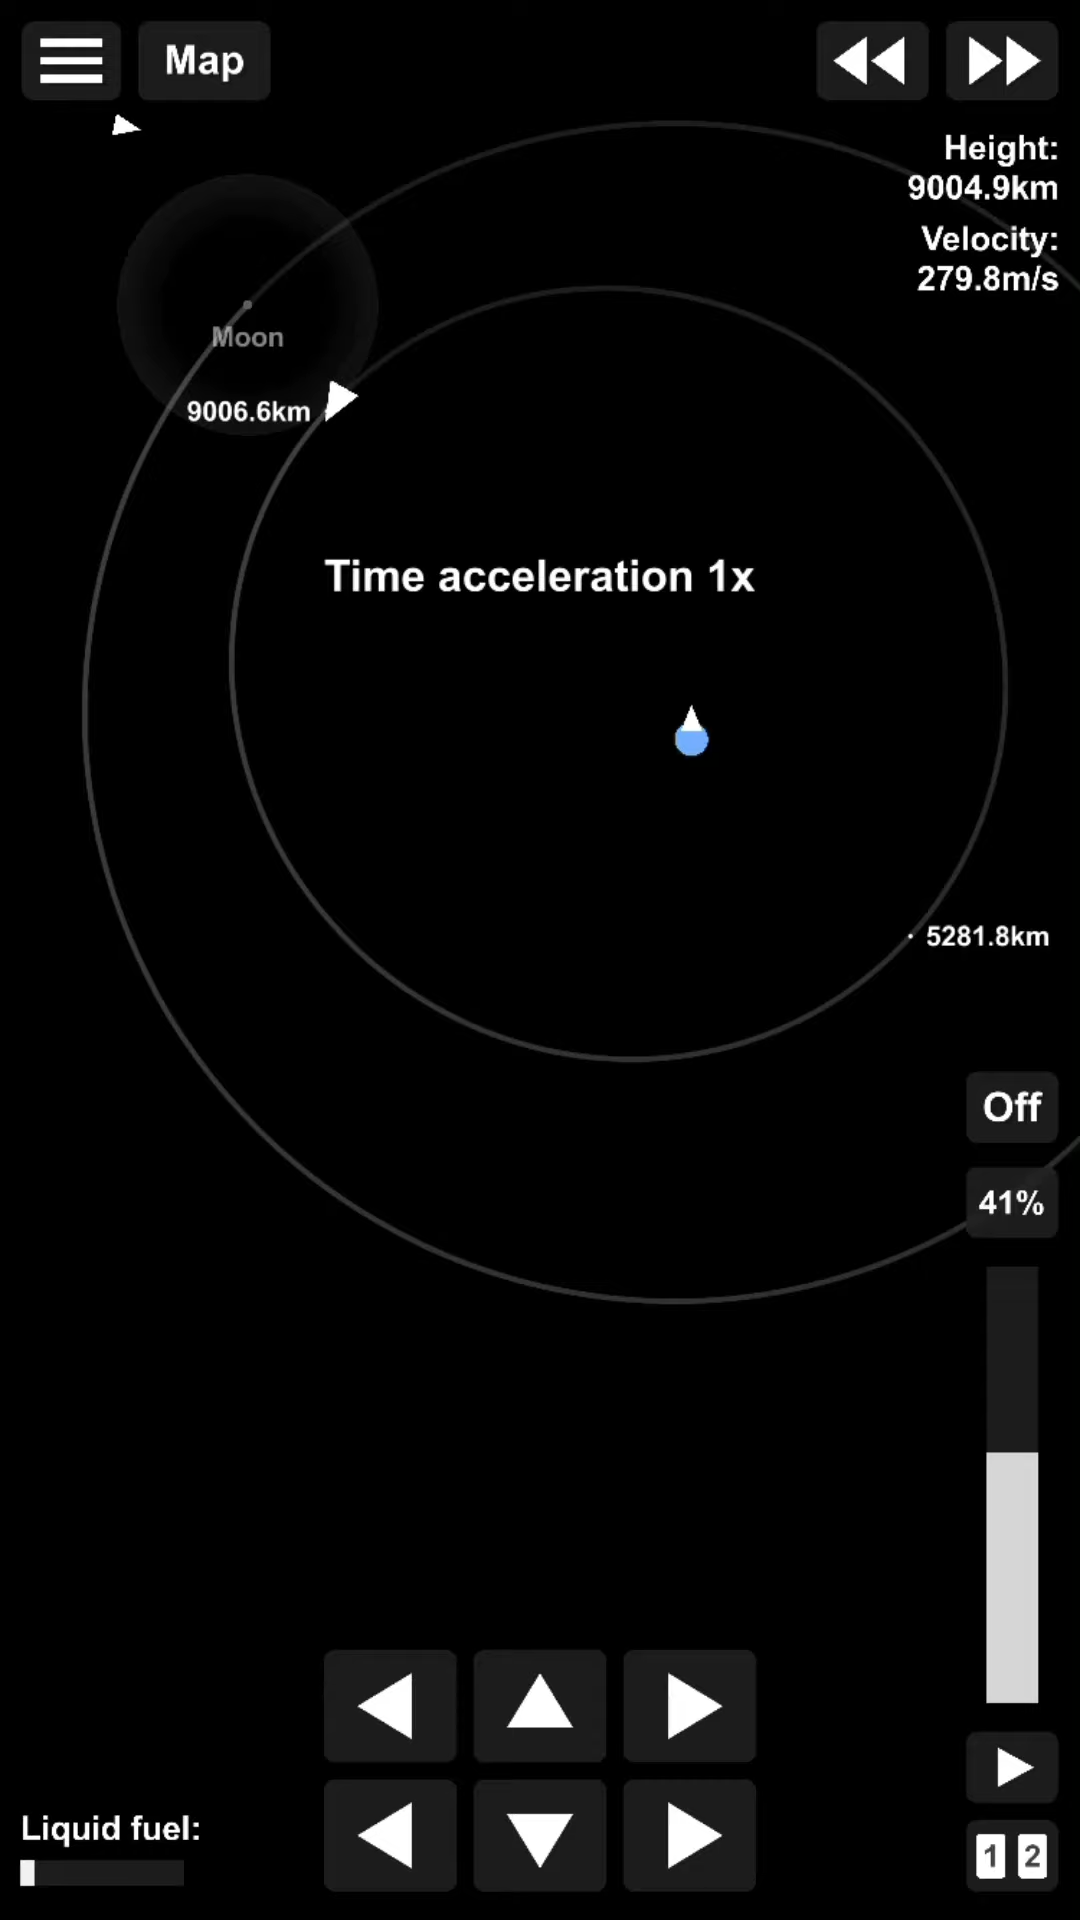 Map
Height:
9004.9km
Velocity:
279.8m/s
Moon
9006.6km
Time acceleration 1x
5281.8km
Off
41%
Liquid fuel:
1 2